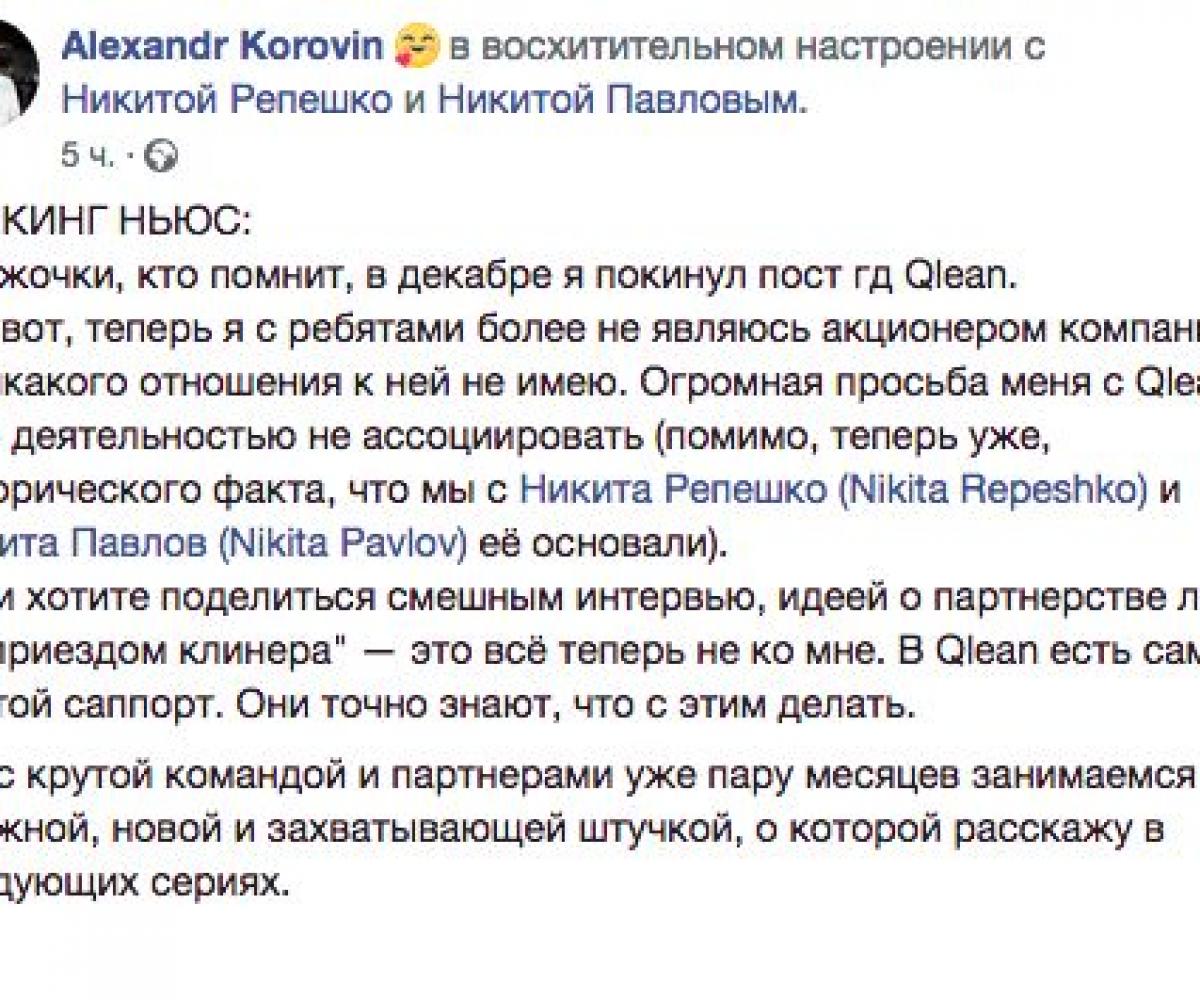 Alexandr Korovin 🥰 в восхитительном настроении с
Никитой Репешко и Никитой Павловым.
5 ч. ·
КИНГ НЬЮС:
жочки, кто помнит, в декабре я покинул пост гд Qlean.
вот, теперь я с ребятами более не являюсь акционером компани
какого отношения к ней не имею. Огромная просьба меня с Qlea
деятельностью не ассоциировать (помимо, теперь уже,
орического факта, что мы с Никита Репешко (Nikita Repeshko) и
ита Павлов (Nikita Pavlov) её основали).
и хотите поделиться смешным интервью, идеей о партнерстве л
приездом клинера" — это всё теперь не ко мне. В Qlean есть сам
той саппорт. Они точно знают, что с этим делать.
с крутой командой и партнерами уже пару месяцев занимаемся
жной, новой и захватывающей штучкой, о которой расскажу в
дующих сериях.